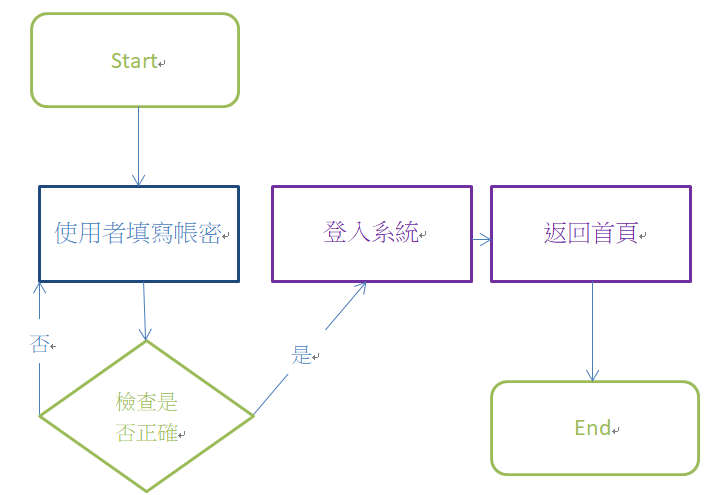 Start
使用者填寫帳密
登入系統
返回首頁
否
是
檢查是
否正確
End